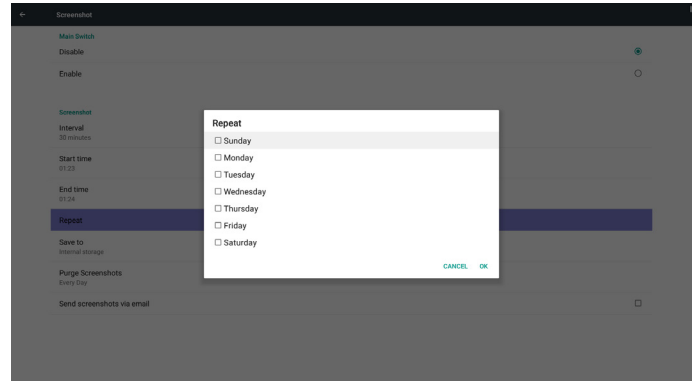 Screenshot
Main Switch
Disable
Enable
Screenshot
Interval
30 minutes
Start time
01:23
End time
01:24
Repeat
Save to
Internal storage
Purge Screenshots
Every Day
Send screenshots via email
Repeat
Sunday
Monday
Tuesday
Wednesday
Thursday
Friday
Saturday
CANCEL OK